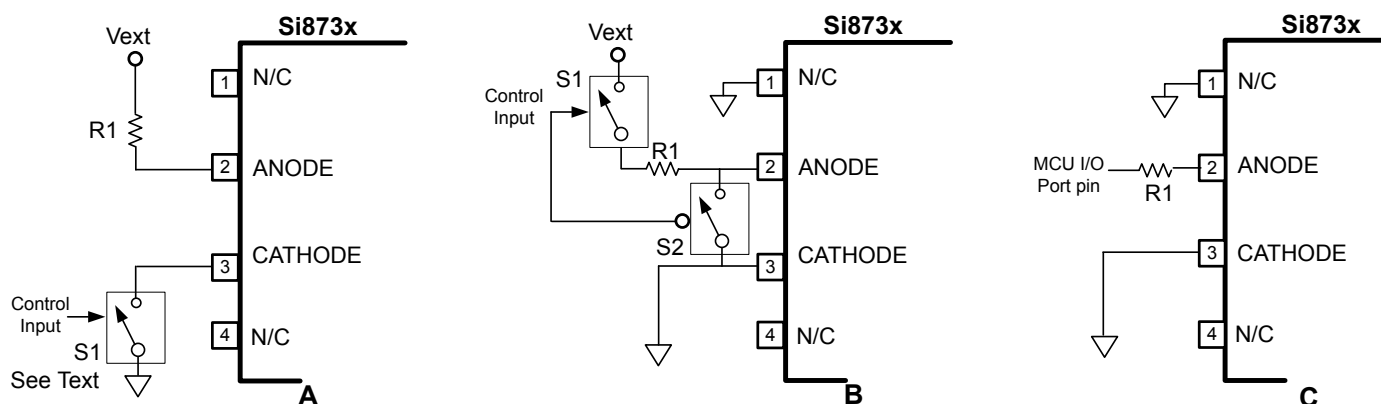 Si873x
Vext
1
N/C
R1
2
ANODE
3
CATHODE
Control
Input
S1
See Text
4
N/C
A
Si873x
Vext
S1
Control
Input
1
N/C
R1
2
ANODE
S2
3
CATHODE
4
N/C
B
Si873x
1
N/C
MCU I/O
Port pin
R1
2
ANODE
3
CATHODE
4
N/C
C